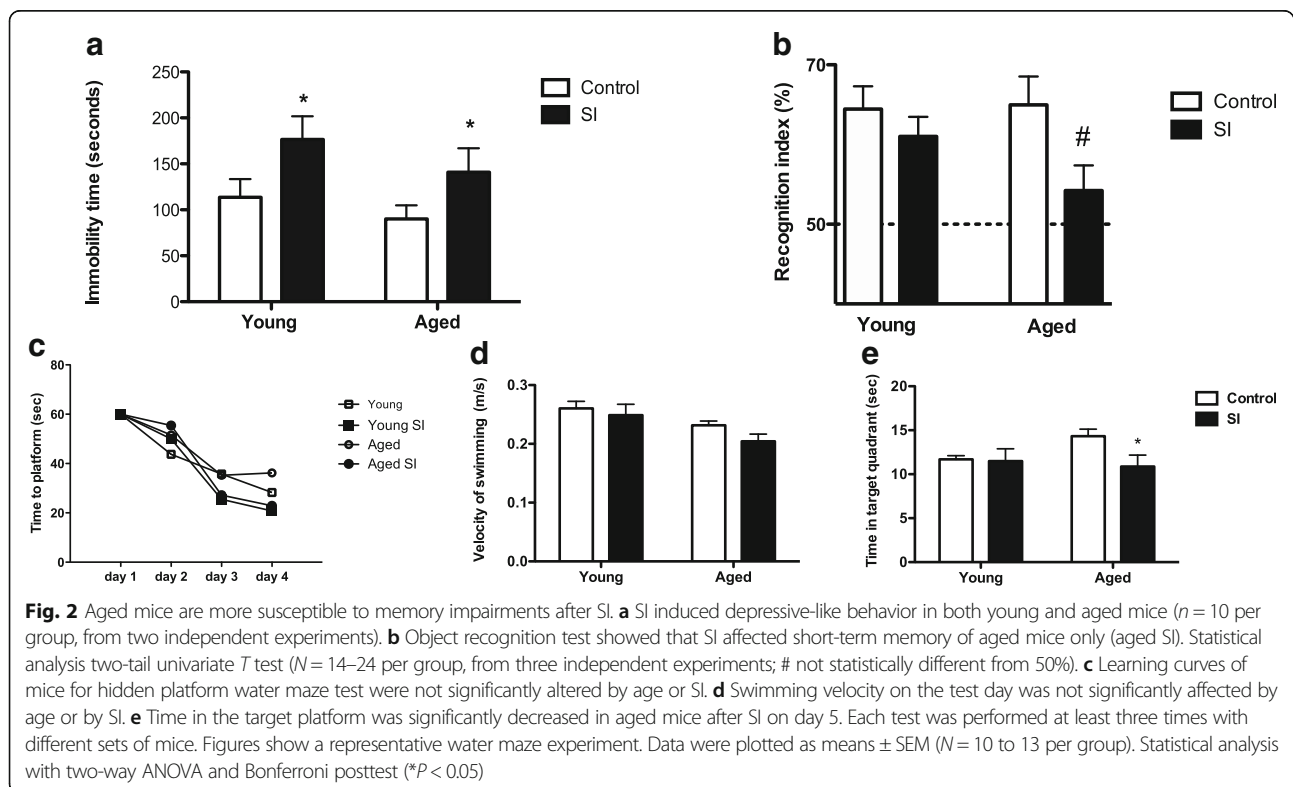 a
250
200
150
100
50
0
Immobility time (seconds)
*
*
Young
Aged
Control
SI
b
70
50
Recognition index (%)
#
Young
Aged
Control
SI
c
80
60
40
20
0
Time to platform (sec)
day 1 day 2 day 3 day 4
Young
Young SI
Aged
Aged SI
d
0.3
0.2
0.1
0.0
Velocity of swimming (m/s)
Young
Aged
e
20
15
10
5
0
Time in target quadrant (sec)
*
Young
Aged
Control
SI
Fig. 2 Aged mice are more susceptible to memory impairments after SI. a SI induced depressive-like behavior in both young and aged mice (n = 10 per
group, from two independent experiments). b Object recognition test showed that SI affected short-term memory of aged mice only (aged SI). Statistical
analysis two-tail univariate T test (N = 14–24 per group, from three independent experiments; # not statistically different from 50%). c Learning curves of
mice for hidden platform water maze test were not significantly altered by age or SI. d Swimming velocity on the test day was not significantly affected by
age or by SI. e Time in the target platform was significantly decreased in aged mice after SI on day 5. Each test was performed at least three times with
different sets of mice. Figures show a representative water maze experiment. Data were plotted as means ± SEM (N = 10 to 13 per group). Statistical analysis
with two-way ANOVA and Bonferroni posttest (*P < 0.05)